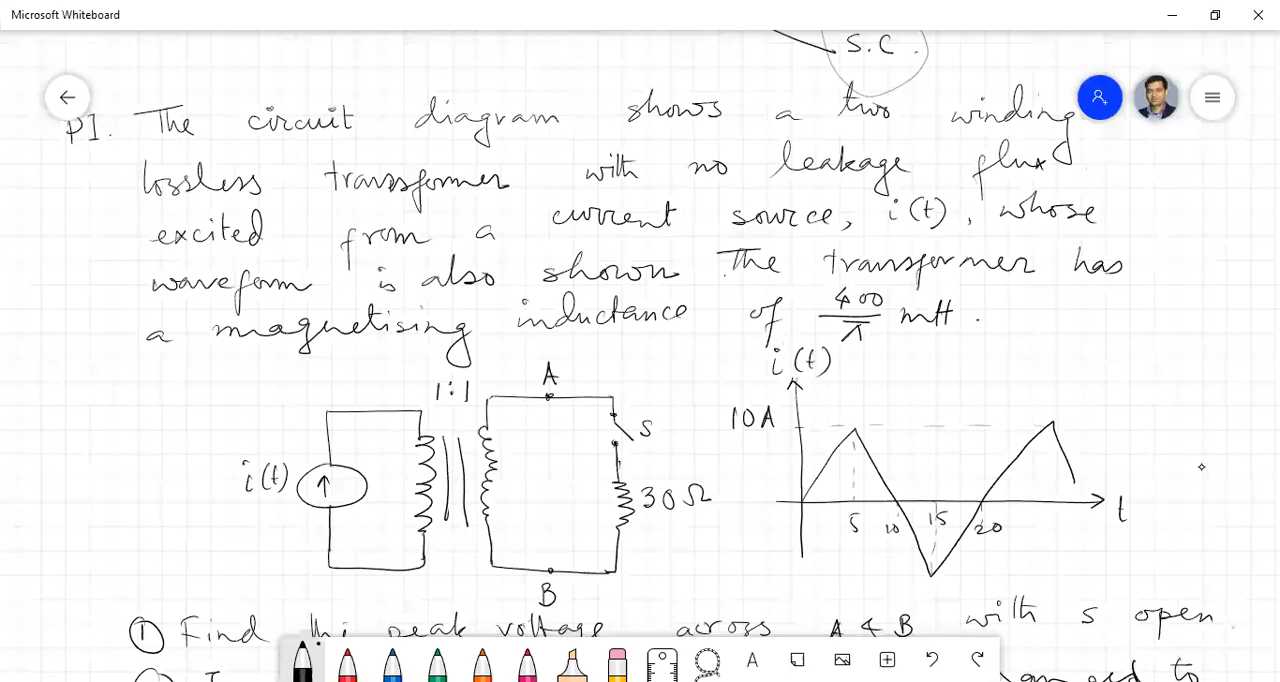 Microsoft Whiteboard
S.C.
P1. The circuit diagram shows a two winding
lossless transformer with no leakage flux
excited from a current source, i(t), whose
waveform is also shown. The transformer has
a magnetising inductance of 400/π mH.
i(t)
10A
5 10 15 20
t
1:1
A
S
i(t)
30Ω
B
① Find the peak voltage across A & B with S open.